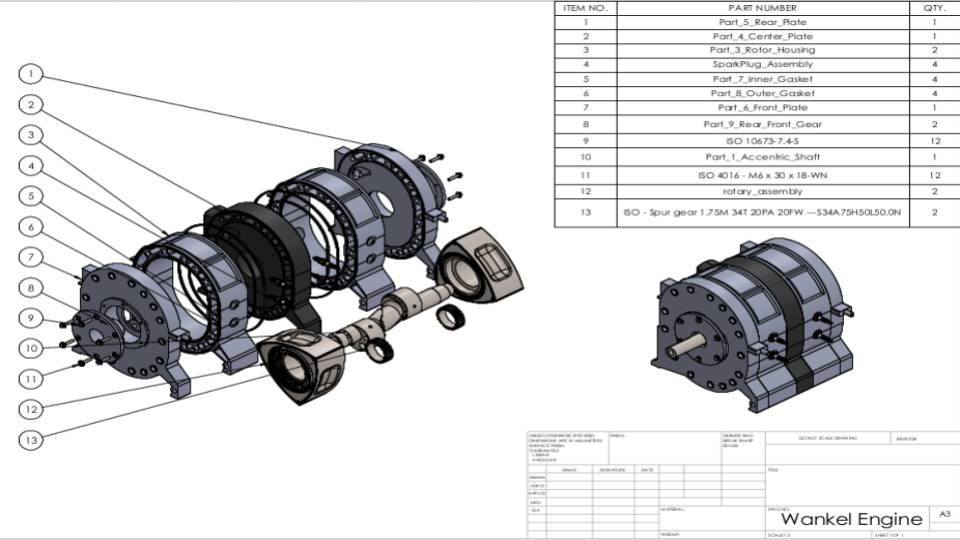 ITEM NO. PART NUMBER QTY.
1 Part_5_Rear_Plate 1
2 Part_4_Center_Plate 1
3 Part_3_Rotor_Housing 2
4 SparkPlug_Assembly 4
5 Part_7_Inner_Gasket 4
6 Part_8_Outer_Gasket 4
7 Part_6_Front_Plate 1
8 Part_9_Rear_Front_Gear 2
9 ISO 10673-7.4-S 12
10 Part_1_Accentric_Shaft 1
11 ISO 4016 - M6 x 30 x 18-WN 12
12 rotary_assembly 2
13 ISO - Spur gear 1.75M 34T 20PA 20FW ---S34A75H50L50.0N 2
1
2
3
4
5
6
7
8
9
10
11
12
13
UNLESS OTHERWISE SPECIFIED:
DIMENSIONS ARE IN MILLIMETERS
SURFACE FINISH:
TOLERANCES:
LINEAR:
ANGULAR:
FINISH:
DEBURR AND
BREAK SHARP
EDGES
DO NOT SCALE DRAWING
REVISION
NAME SIGNATURE DATE
TITLE:
DRAWN
CHK'D
APPV'D
MFG
Q.A
MATERIAL:
DWG NO.
Wankel Engine
A3
WEIGHT:
SHEET 1 OF 1